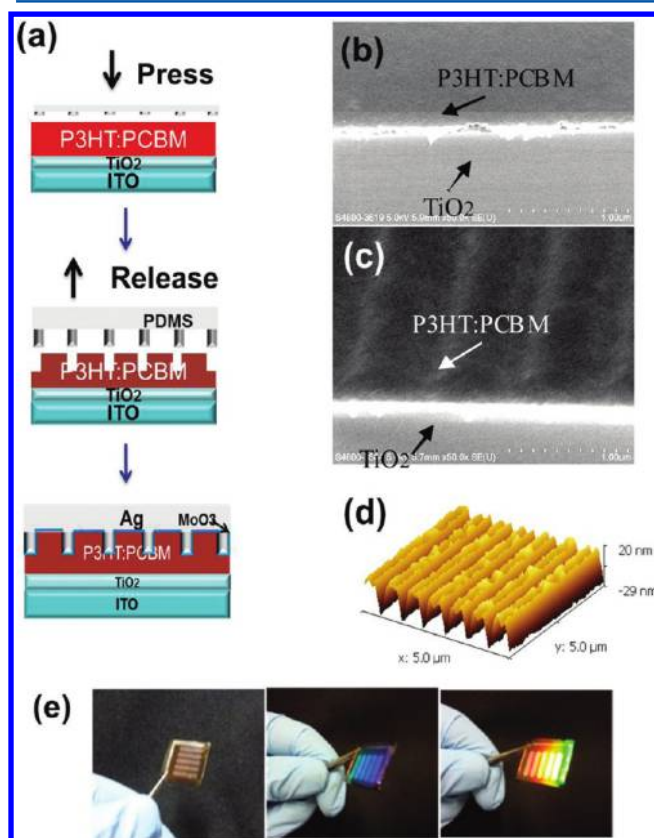 (a)
Press
P3HT:PCBM
TiO2
ITO
Release
PDMS
P3HT:PCBM
TiO2
ITO
Ag
MoO3
P3HT:PCBM
TiO2
ITO
(b)
P3HT:PCBM
TiO2
1.00um
(c)
P3HT:PCBM
TiO2
1.00um
(d)
20 nm
-29 nm
x: 5.0 µm
y: 5.0 µm
(e)